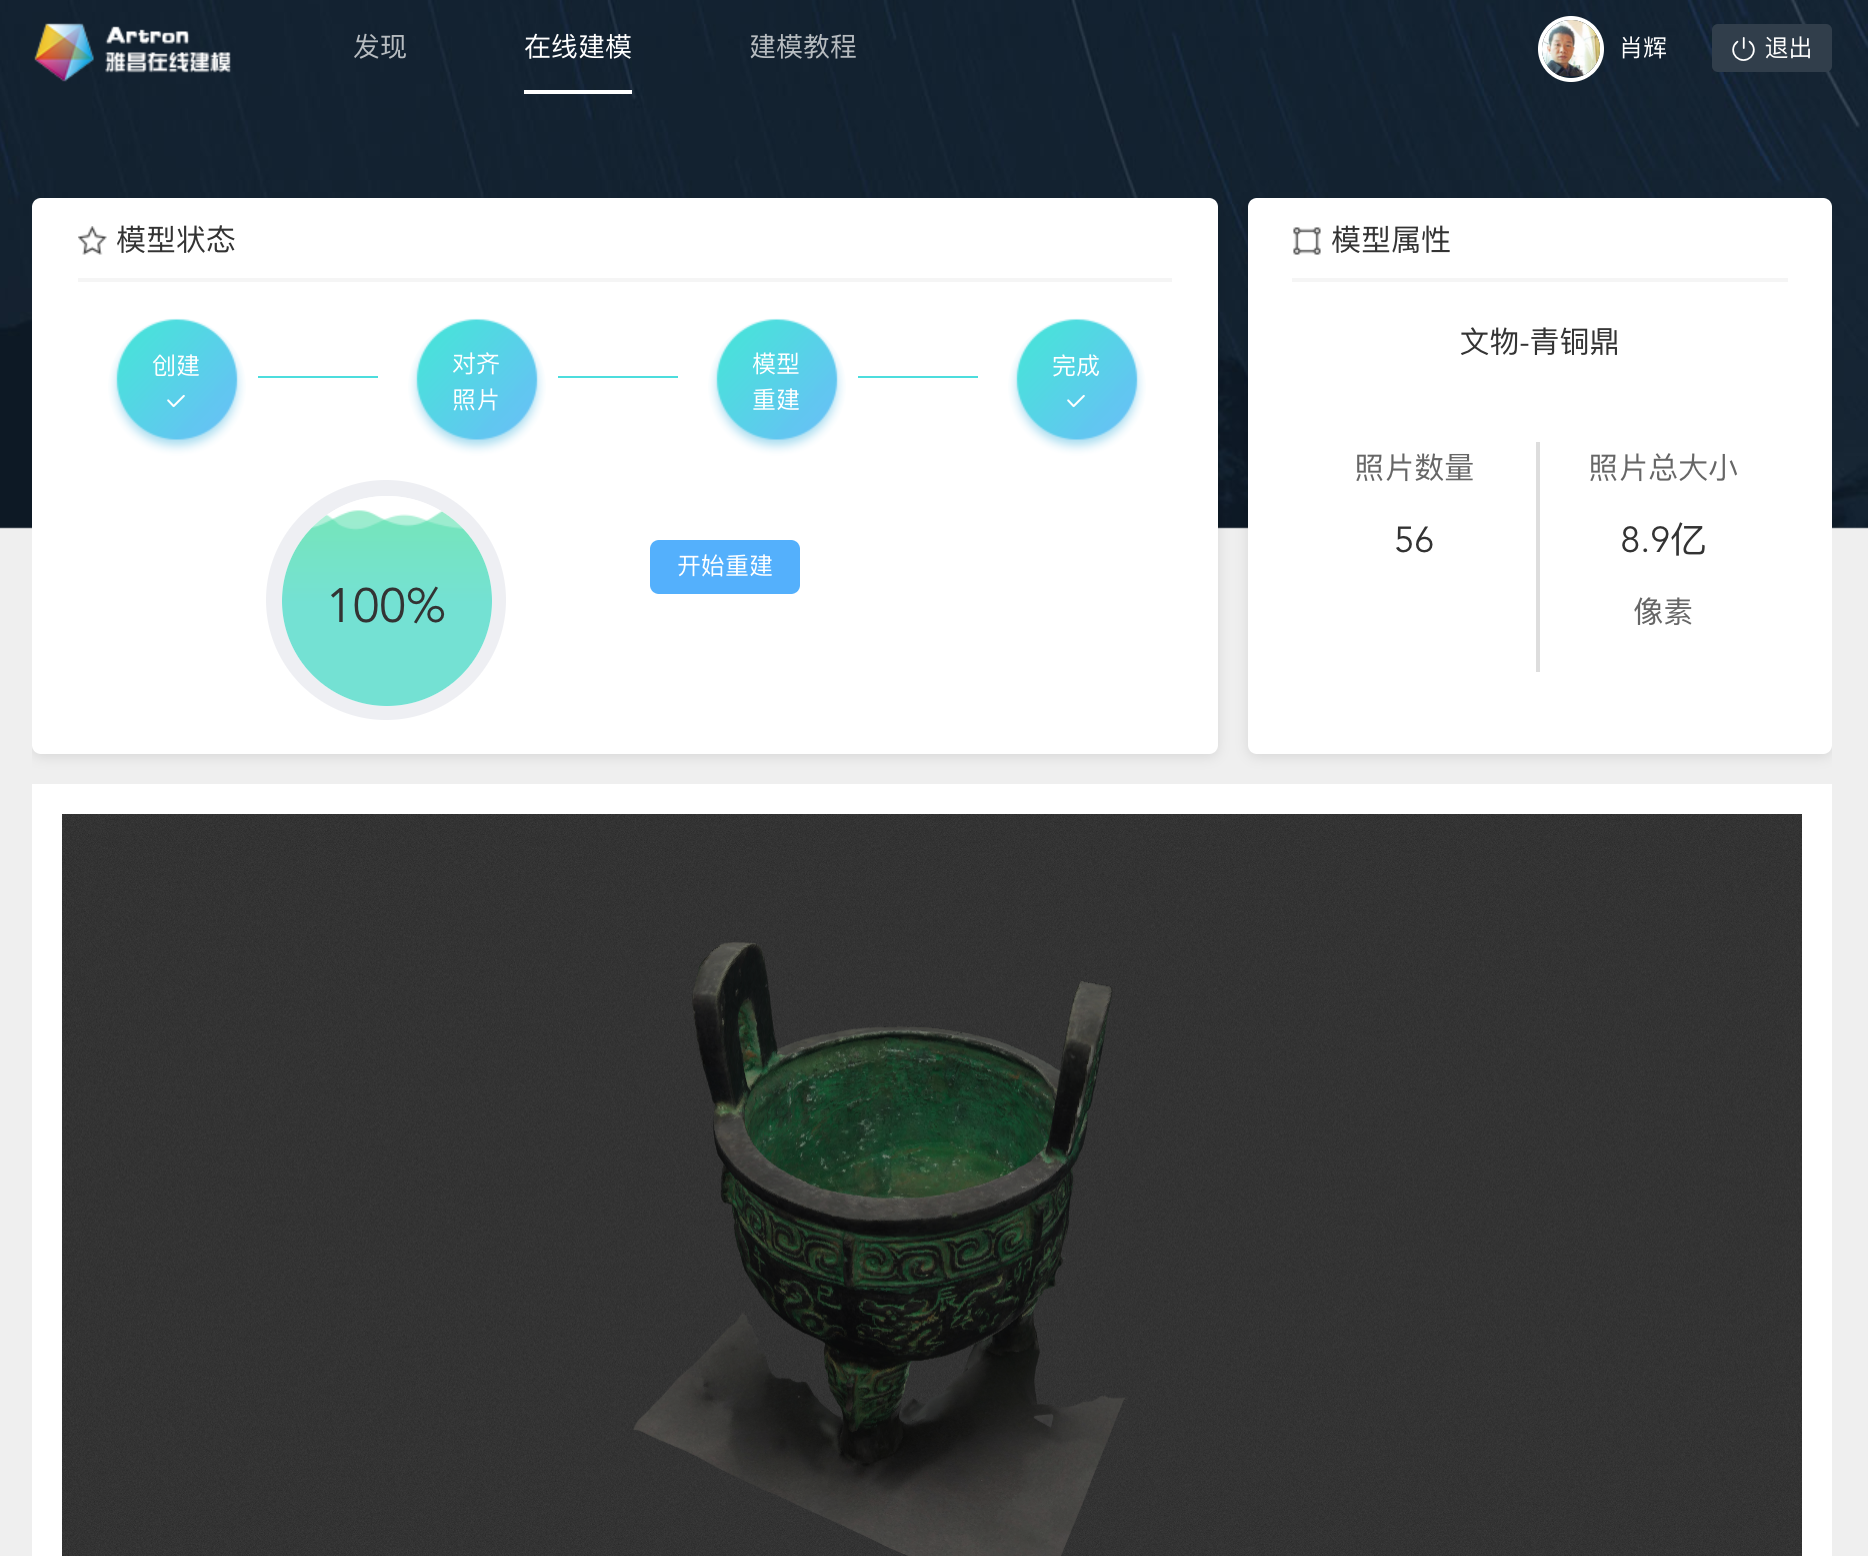 Artron
雅昌在线建模
发现
在线建模
建模教程
肖辉
退出
模型状态
创建
对齐
照片
模型
重建
完成
100%
开始重建
模型属性
文物-青铜鼎
照片数量
56
照片总大小
8.9亿
像素